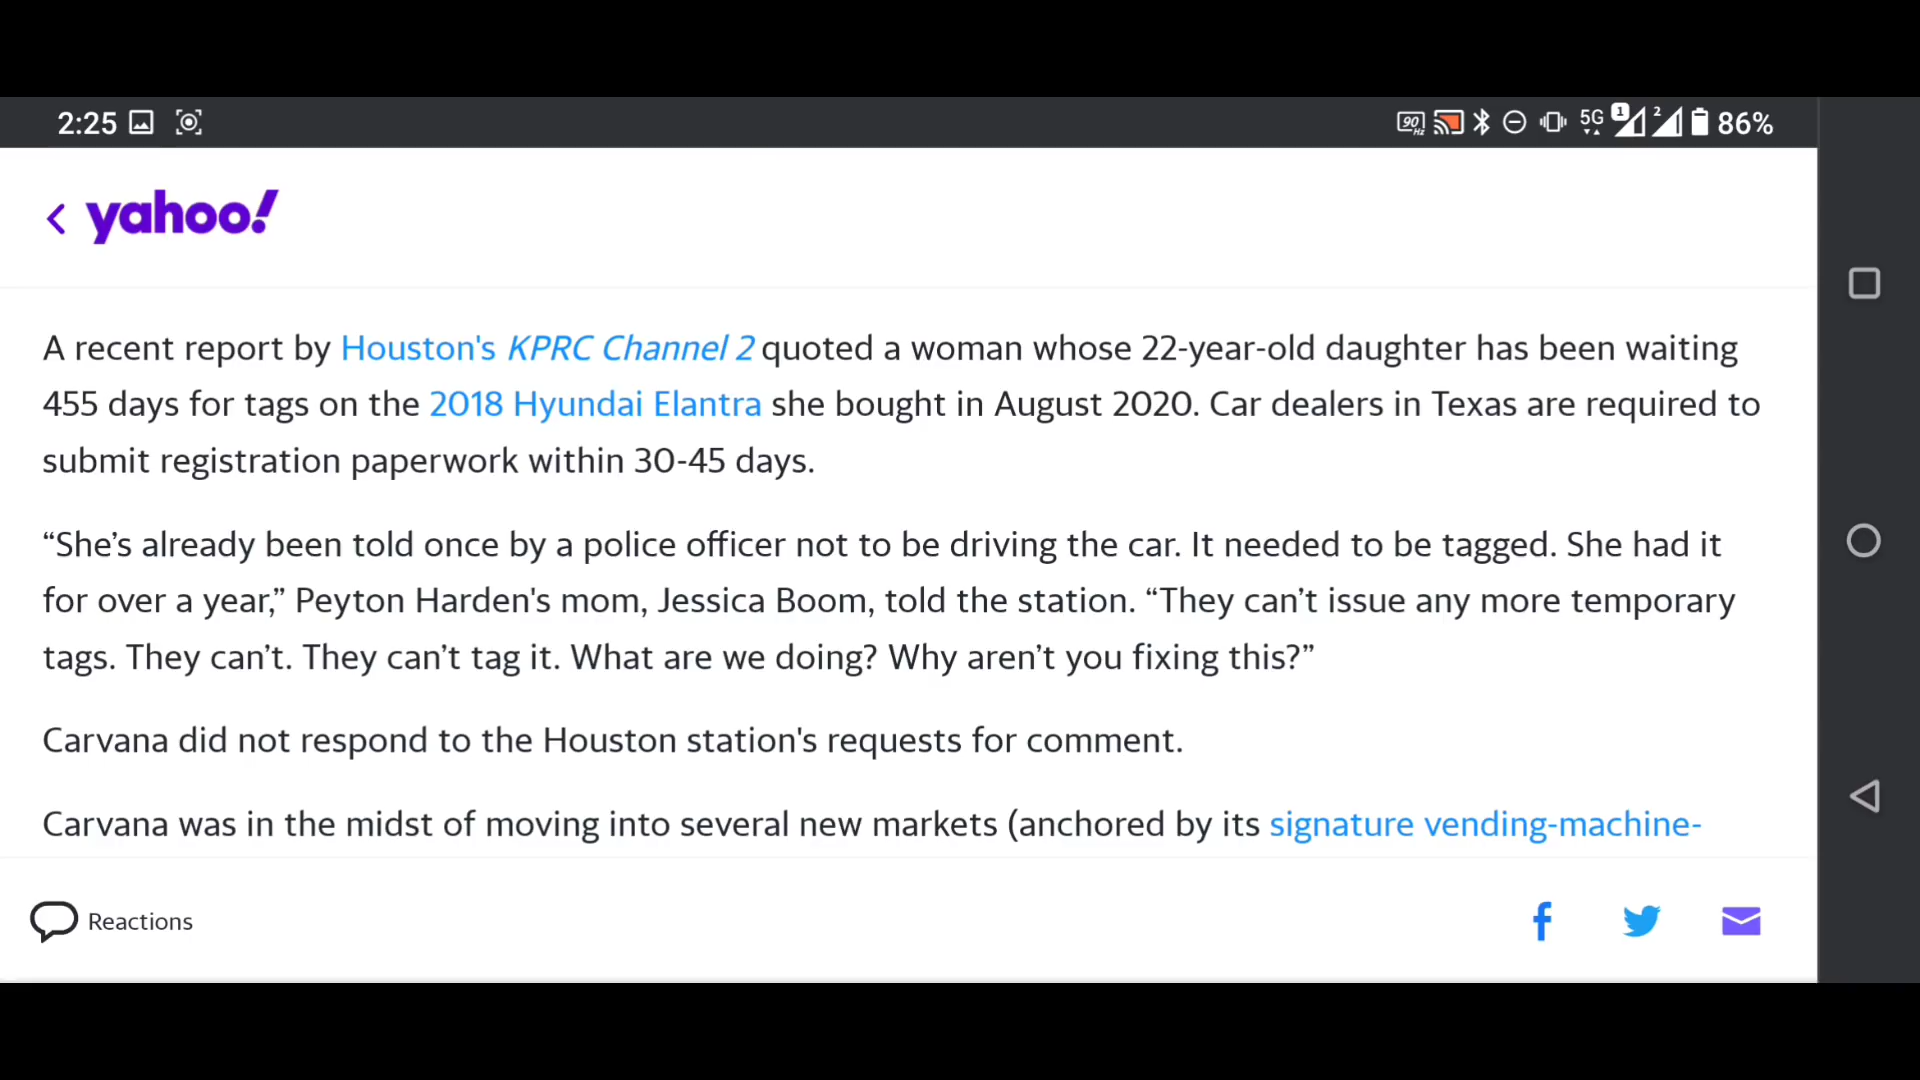 2:25 90 Hz 5G 1 2 86%
yahoo!
A recent report by Houston's KPRC Channel 2 quoted a woman whose 22-year-old daughter has been waiting
455 days for tags on the 2018 Hyundai Elantra she bought in August 2020. Car dealers in Texas are required to
submit registration paperwork within 30-45 days.
“She’s already been told once by a police officer not to be driving the car. It needed to be tagged. She had it
for over a year,” Peyton Harden's mom, Jessica Boom, told the station. “They can’t issue any more temporary
tags. They can’t. They can’t tag it. What are we doing? Why aren’t you fixing this?”
Carvana did not respond to the Houston station's requests for comment.
Carvana was in the midst of moving into several new markets (anchored by its signature vending-machine-
Reactions